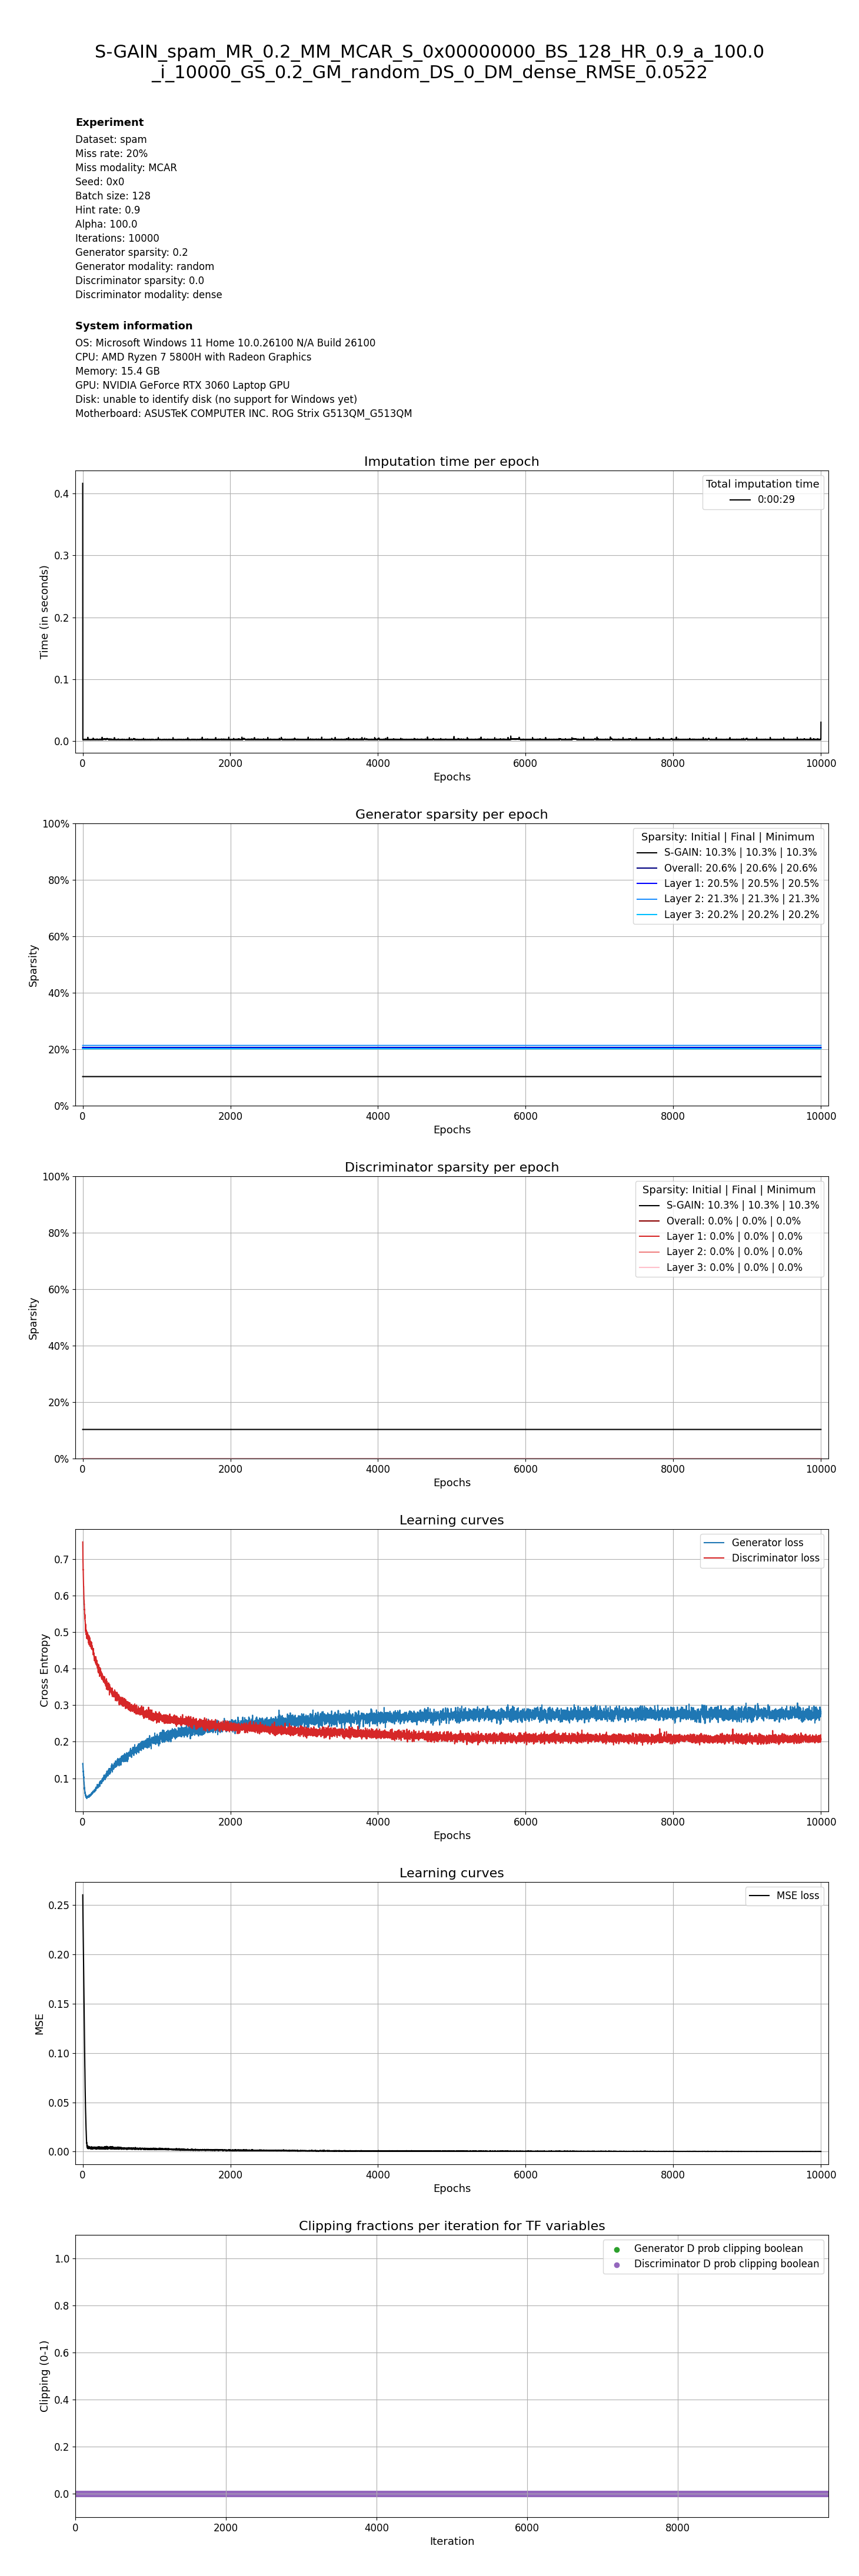 S-GAIN_spam_MR_0.2_MM_MCAR_S_0x00000000_BS_128_HR_0.9_a_100.0
_i_10000_GS_0.2_GM_random_DS_0_DM_dense_RMSE_0.0522
Experiment
Dataset: spam
Miss rate: 20%
Miss modality: MCAR
Seed: 0x0
Batch size: 128
Hint rate: 0.9
Alpha: 100.0
Iterations: 10000
Generator sparsity: 0.2
Generator modality: random
Discriminator sparsity: 0.0
Discriminator modality: dense
System information
OS: Microsoft Windows 11 Home 10.0.26100 N/A Build 26100
CPU: AMD Ryzen 7 5800H with Radeon Graphics
Memory: 15.4 GB
GPU: NVIDIA GeForce RTX 3060 Laptop GPU
Disk: unable to identify disk (no support for Windows yet)
Motherboard: ASUSTeK COMPUTER INC. ROG Strix G513QM_G513QM
Imputation time per epoch
Total imputation time
0:00:29
0.4
0.3
0.2
0.1
0.0
Time (in seconds)
0 2000 4000 6000 8000 10000
Epochs
Generator sparsity per epoch
Sparsity: Initial | Final | Minimum
S-GAIN: 10.3% | 10.3% | 10.3%
Overall: 20.6% | 20.6% | 20.6%
Layer 1: 20.5% | 20.5% | 20.5%
Layer 2: 21.3% | 21.3% | 21.3%
Layer 3: 20.2% | 20.2% | 20.2%
100%
80%
60%
40%
20%
0%
Sparsity
0 2000 4000 6000 8000 10000
Epochs
Discriminator sparsity per epoch
Sparsity: Initial | Final | Minimum
S-GAIN: 10.3% | 10.3% | 10.3%
Overall: 0.0% | 0.0% | 0.0%
Layer 1: 0.0% | 0.0% | 0.0%
Layer 2: 0.0% | 0.0% | 0.0%
Layer 3: 0.0% | 0.0% | 0.0%
100%
80%
60%
40%
20%
0%
Sparsity
0 2000 4000 6000 8000 10000
Epochs
Learning curves
Generator loss
Discriminator loss
0.7
0.6
0.5
0.4
0.3
0.2
0.1
Cross Entropy
0 2000 4000 6000 8000 10000
Epochs
Learning curves
MSE loss
0.25
0.20
0.15
0.10
0.05
0.00
MSE
0 2000 4000 6000 8000 10000
Epochs
Clipping fractions per iteration for TF variables
Generator D prob clipping boolean
Discriminator D prob clipping boolean
1.0
0.8
0.6
0.4
0.2
0.0
Clipping (0-1)
0 2000 4000 6000 8000
Iteration